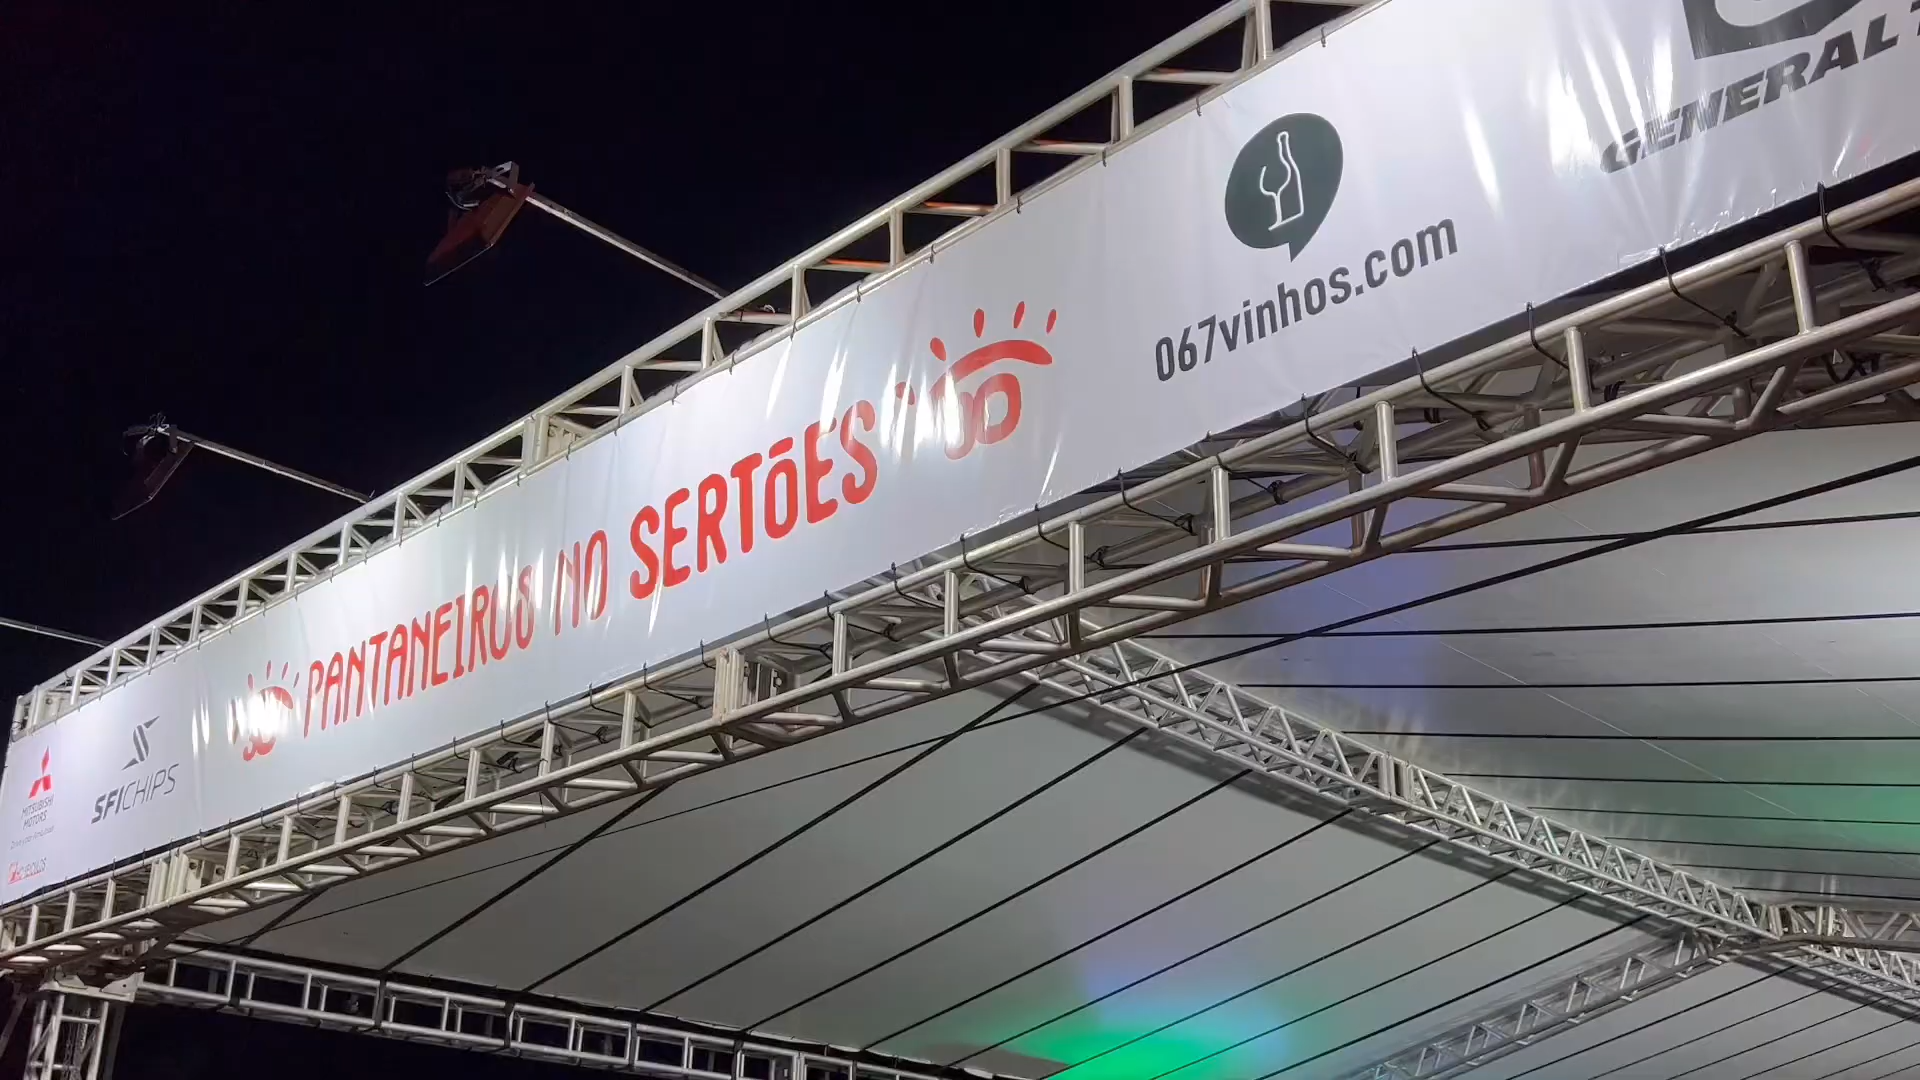 MITSUBISHI
MOTORS
SFICHIPS
PANTANEIROS NO SERTÕES
067vinhos.com
GENERAL